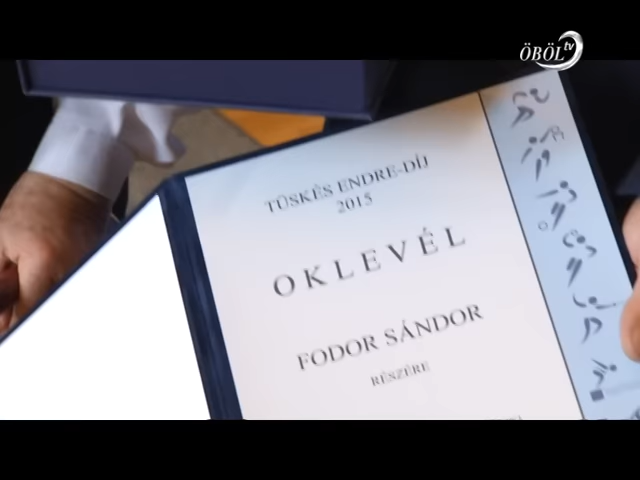 ÖBÖL tv
TÜSKÉS ENDRE-DÍJ
2015
OKLEVÉL
FODOR SÁNDOR
RÉSZÉRE